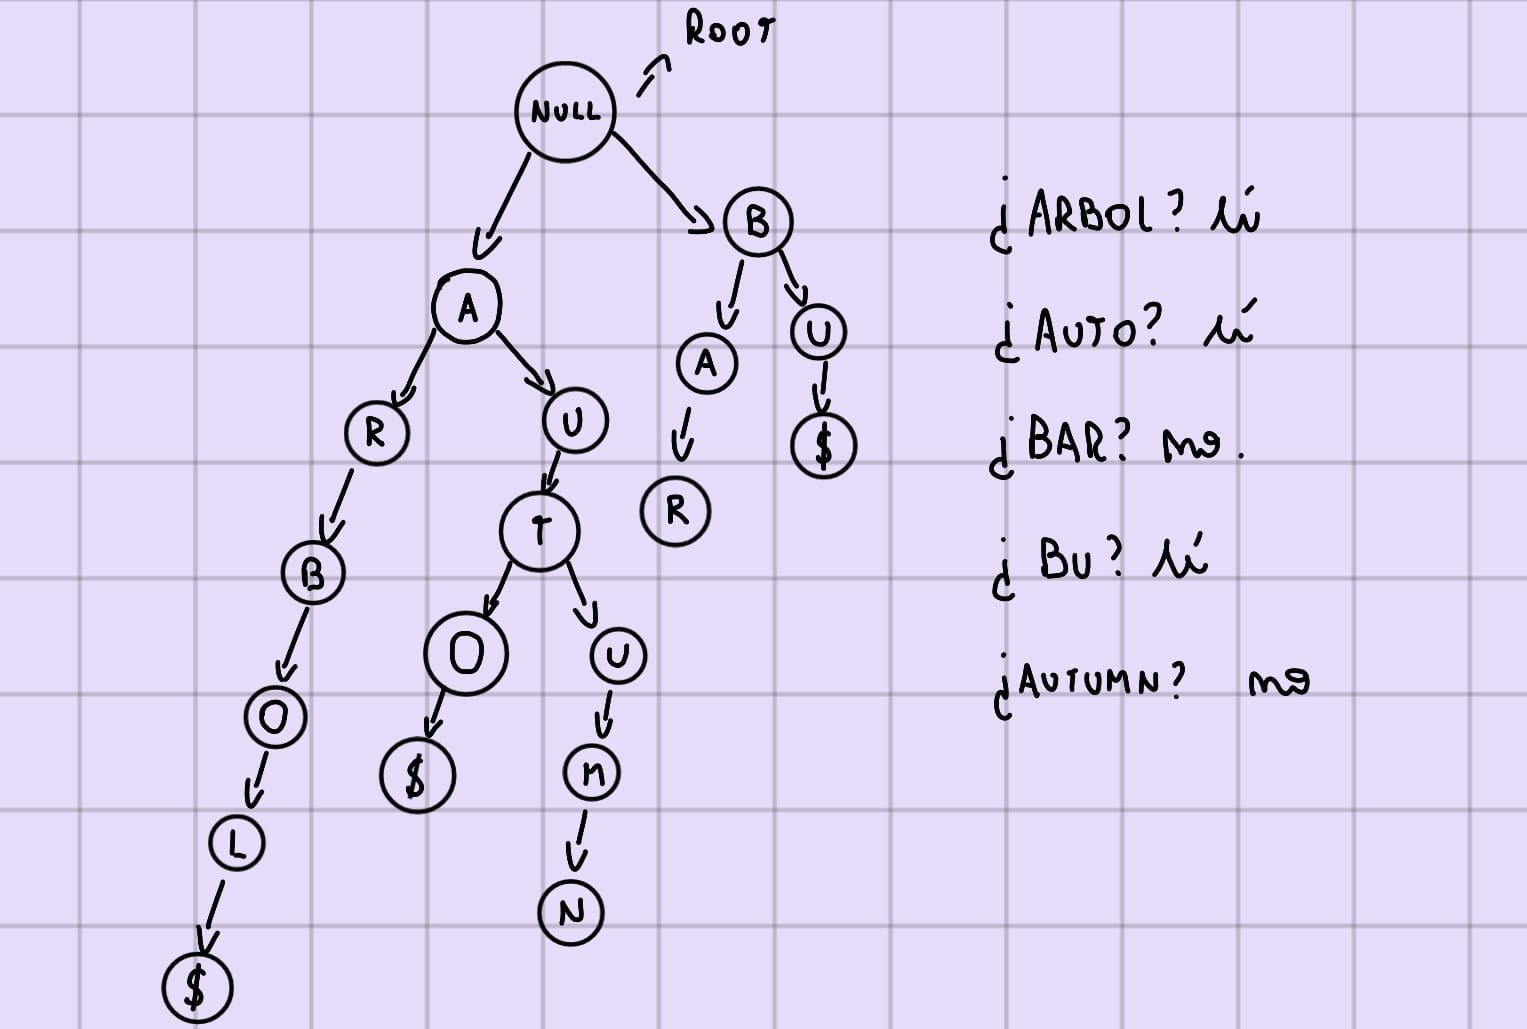 ROOT
NULL
B
¿ARBOL? sí
A
A
U
¿AUTO? sí
R
U
¿BAR? no.
$
R
T
B
¿BU? sí
O
U
¿AUTUMN? no
O
M
$
L
N
$